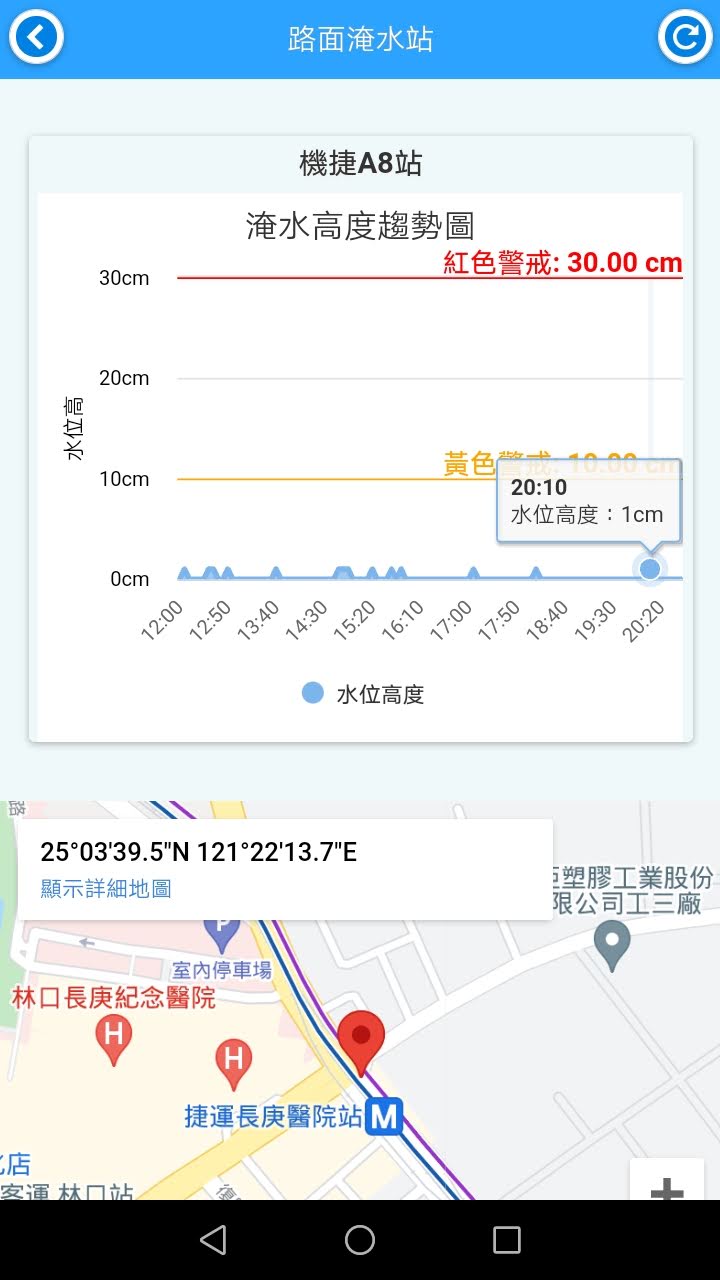 路面淹水站
機捷A8站
淹水高度趨勢圖
紅色警戒: 30.00 cm
30cm
20cm
水位高
黃色警戒: 10.00 cm
10cm
20:10
水位高度：1cm
0cm
12:00
12:50
13:40
14:30
15:20
16:10
17:00
17:50
18:40
19:30
20:20
水位高度
路
25°03'39.5"N 121°22'13.7"E
顯示詳細地圖
塑膠工業股份
限公司工三廠
P
室內停車場
林口長庚紀念醫院
H
H
捷運長庚醫院站
M
店
客運 林口站
復
+